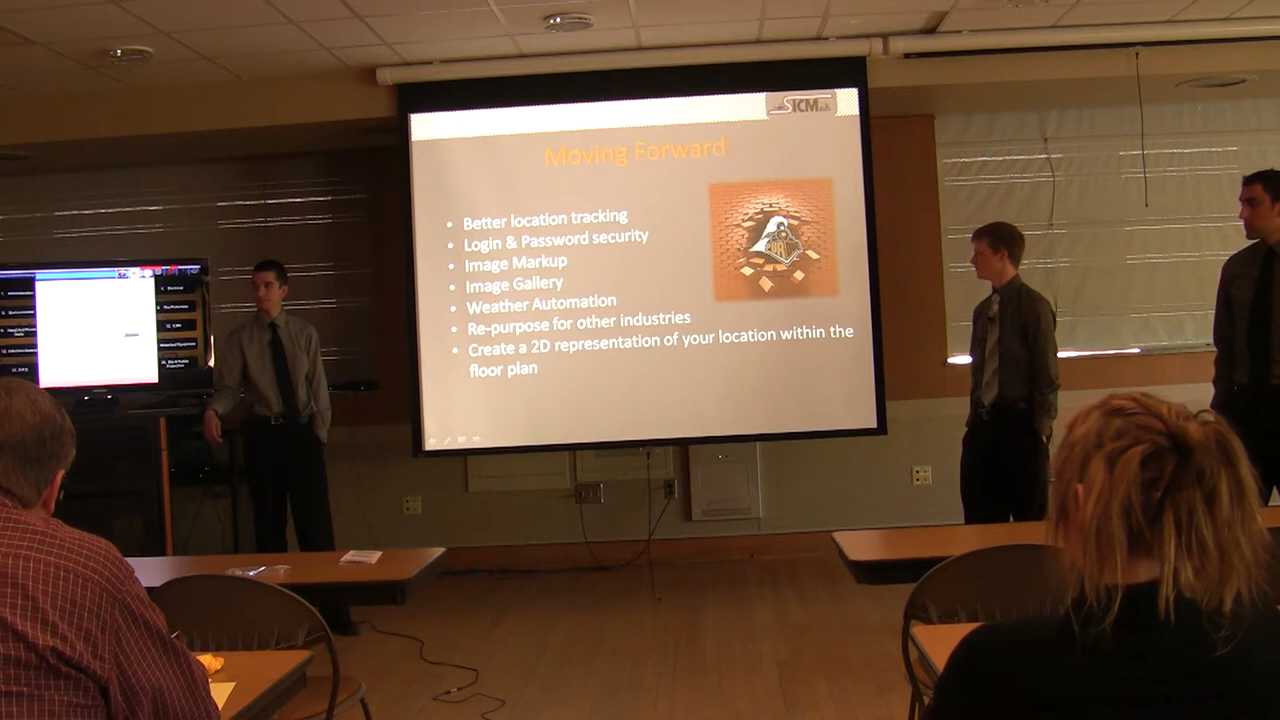 SICM
Moving Forward
• Better location tracking
• Login & Password security
• Image Markup
• Image Gallery
• Weather Automation
• Re-purpose for other industries
• Create a 2D representation of your location within the
floor plan